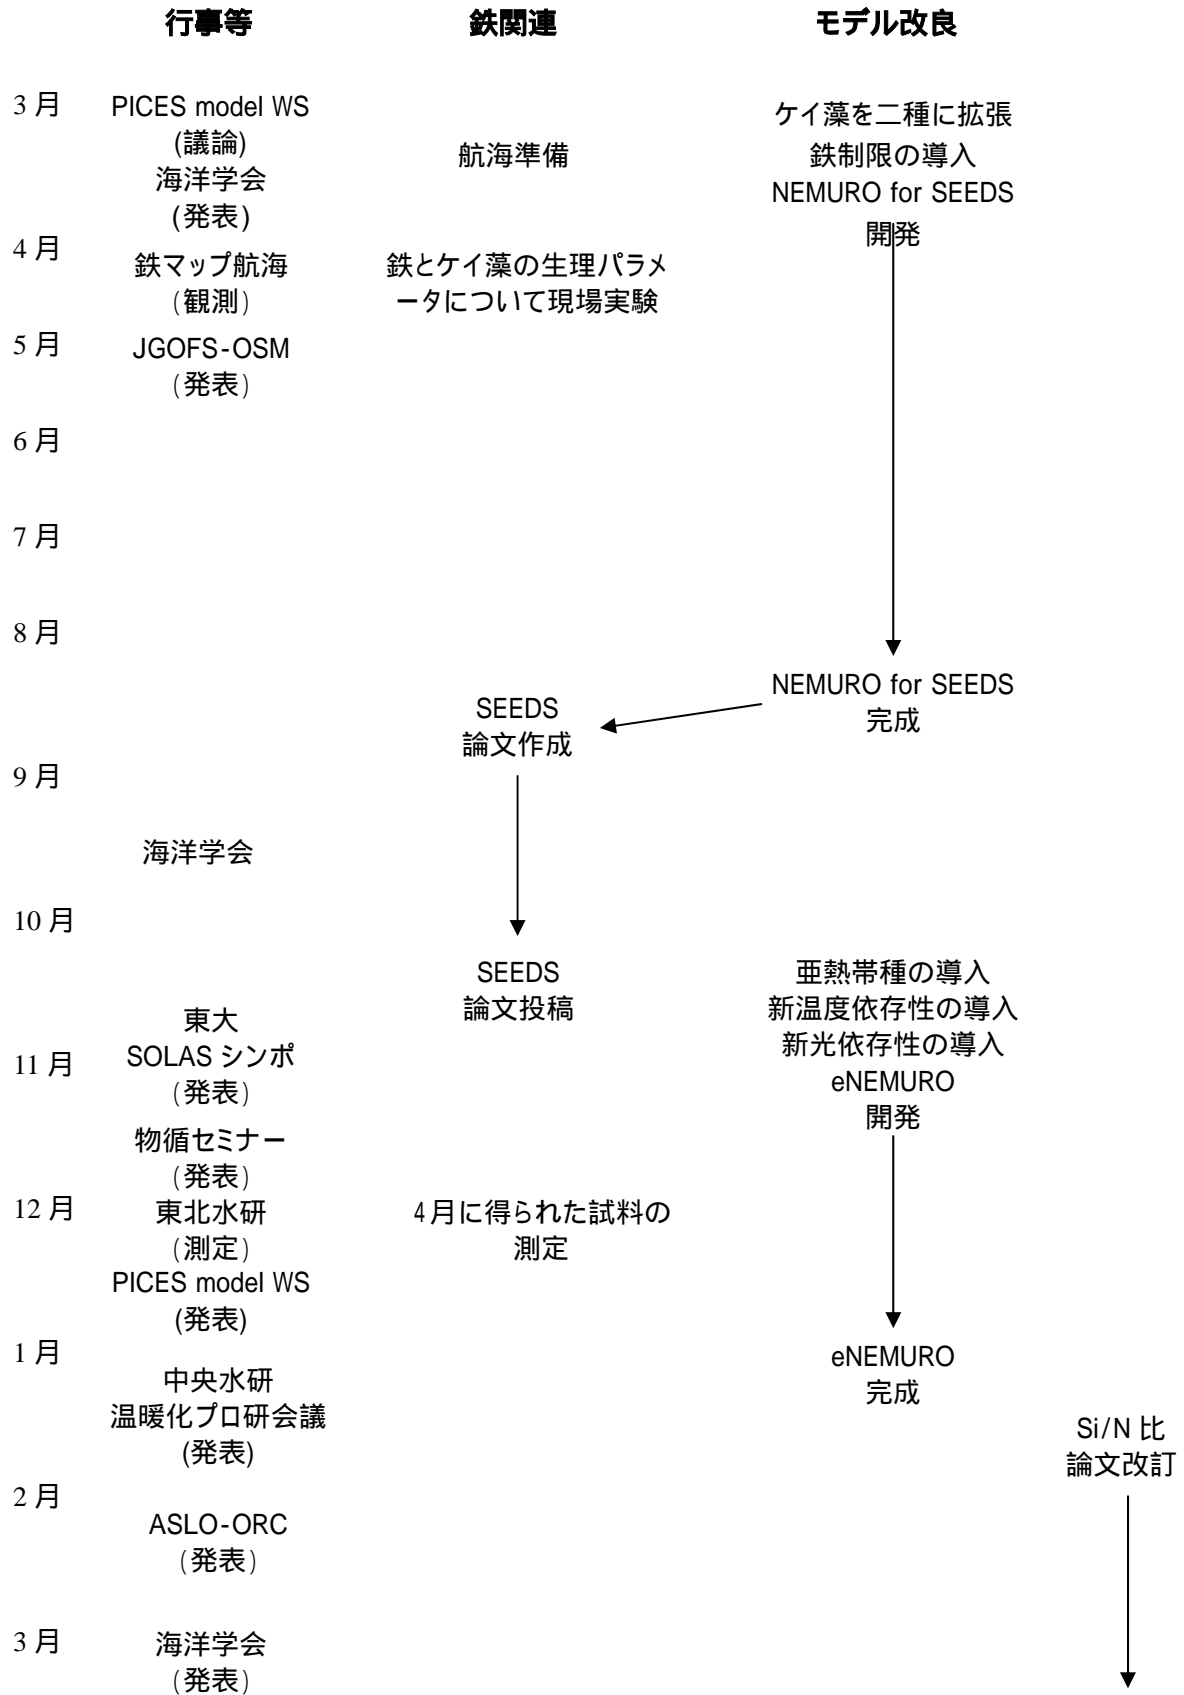 行事等 鉄関連 モデル改良
3月 PICES model WS
(議論)
海洋学会
(発表)
航海準備
ケイ藻を二種に拡張
鉄制限の導入
NEMURO for SEEDS
開発
4月 鉄マップ航海
(観測)
鉄とケイ藻の生理パラメ
ータについて現場実験
5月 JGOFS-OSM
(発表)
6月
7月
8月
NEMURO for SEEDS
完成
SEEDS
論文作成
9月
海洋学会
10月
SEEDS
論文投稿
亜熱帯種の導入
新温度依存性の導入
新光依存性の導入
eNEMURO
開発
東大
11月 SOLASシンポ
(発表)
物循セミナー
(発表)
12月 東北水研
(測定)
4月に得られた試料の
測定
PICES model WS
(発表)
1月
eNEMURO
完成
中央水研
温暖化プロ研会議
(発表)
Si/N 比
論文改訂
2月
ASLO-ORC
(発表)
3月 海洋学会
(発表)